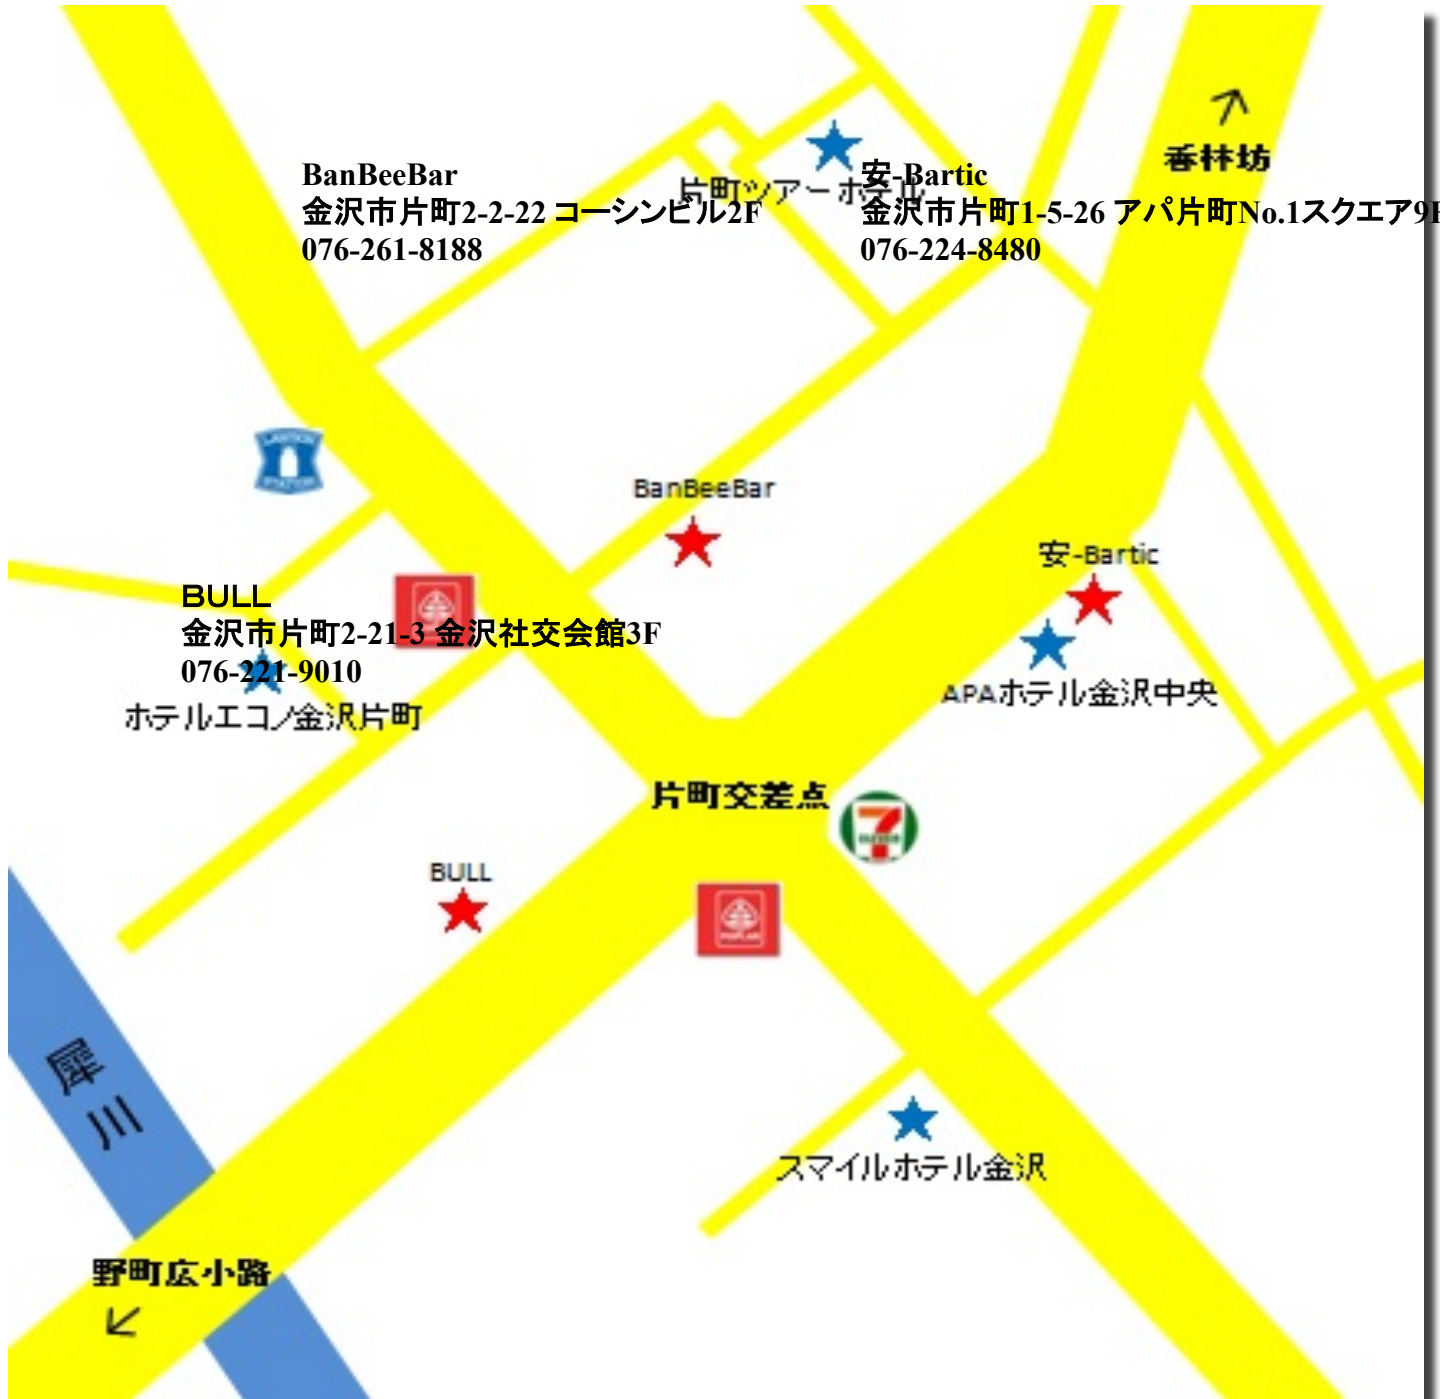 香林坊
BanBeeBar
金沢市片町2-2-22 コーシンビル2F
076-261-8188
片町ツアーホテル
安-Bartic
金沢市片町1-5-26 アパ片町No.1スクエア9F
076-224-8480
LAWSON
STATION
BanBeeBar
安-Bartic
BULL
金沢市片町2-21-3 金沢社交会館3F
076-221-9010
ホテルエコノ金沢片町
APAホテル金沢中央
片町交差点
BULL
犀川
スマイルホテル金沢
野町広小路